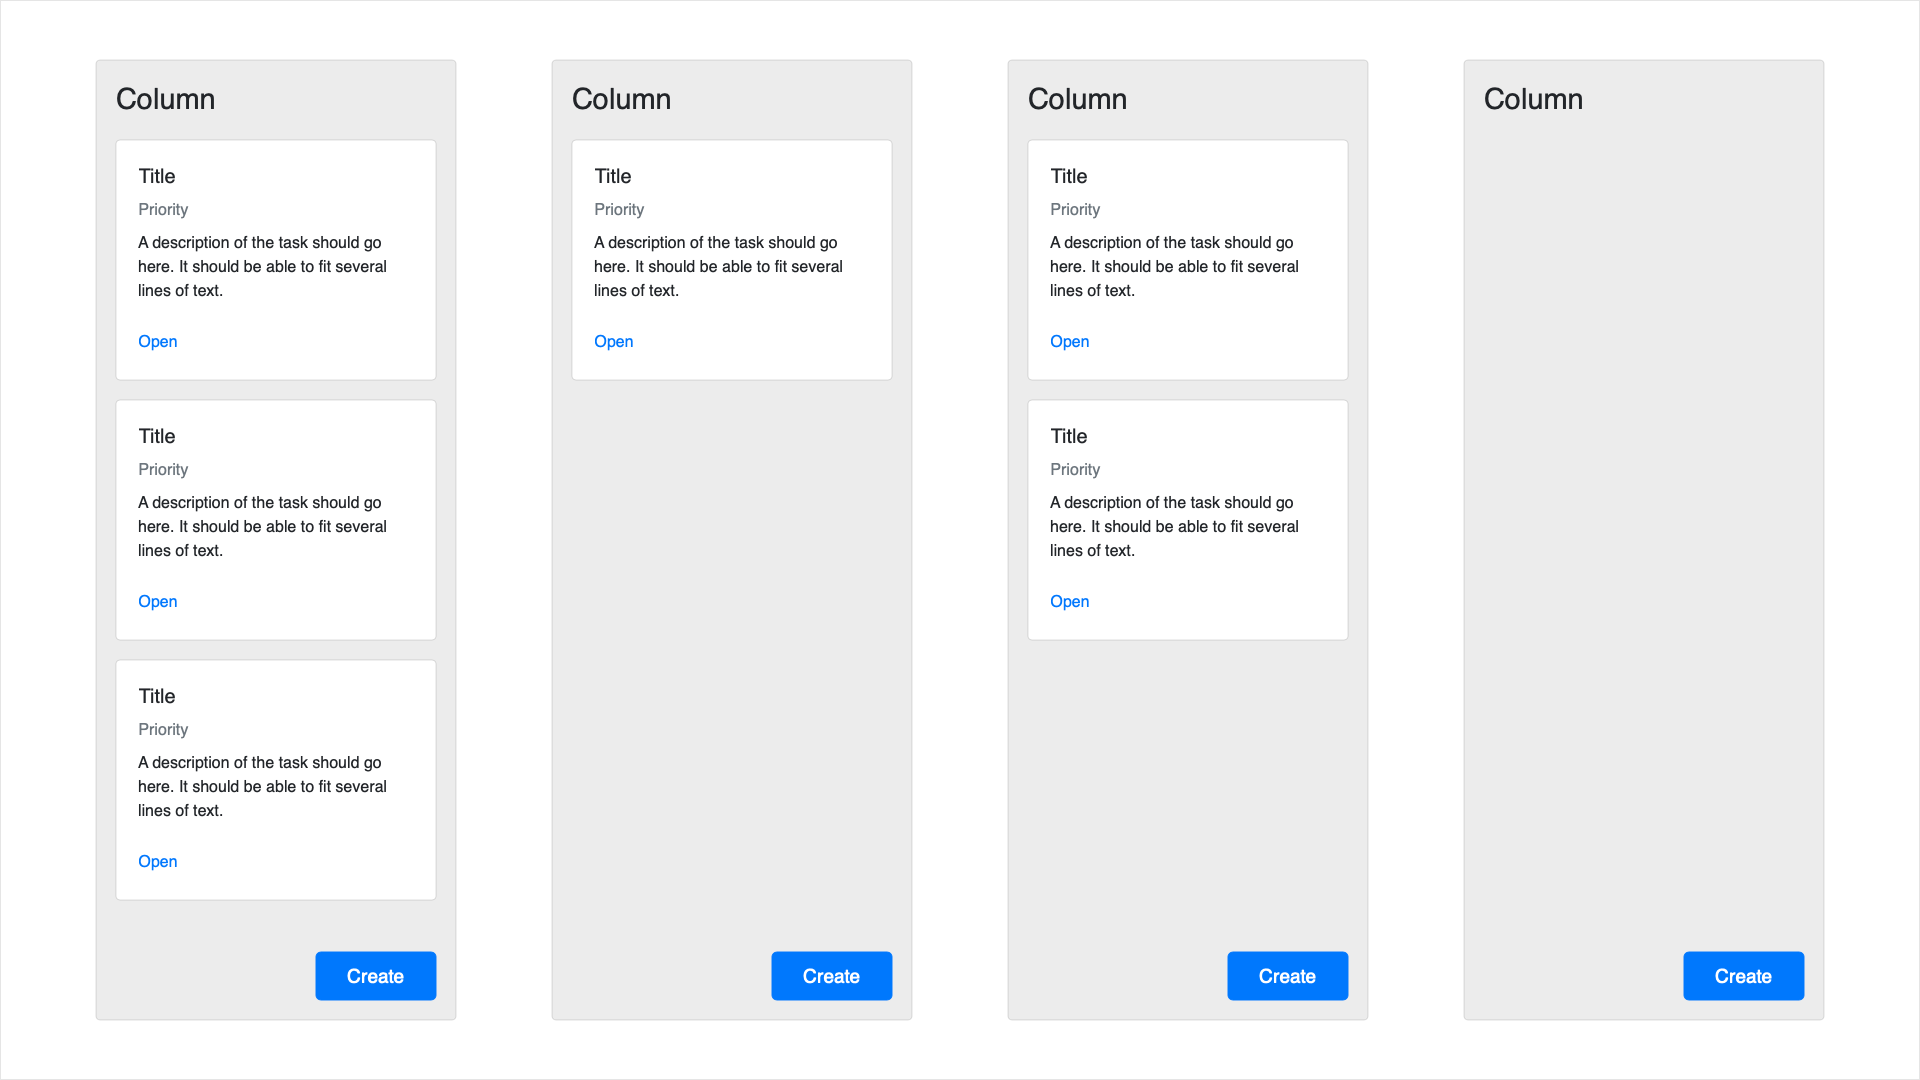 Column
Title
Priority
A description of the task should go
here. It should be able to fit several
lines of text.
Open
Title
Priority
A description of the task should go
here. It should be able to fit several
lines of text.
Open
Title
Priority
A description of the task should go
here. It should be able to fit several
lines of text.
Open
Create
Column
Title
Priority
A description of the task should go
here. It should be able to fit several
lines of text.
Open
Create
Column
Title
Priority
A description of the task should go
here. It should be able to fit several
lines of text.
Open
Title
Priority
A description of the task should go
here. It should be able to fit several
lines of text.
Open
Create
Column
Create